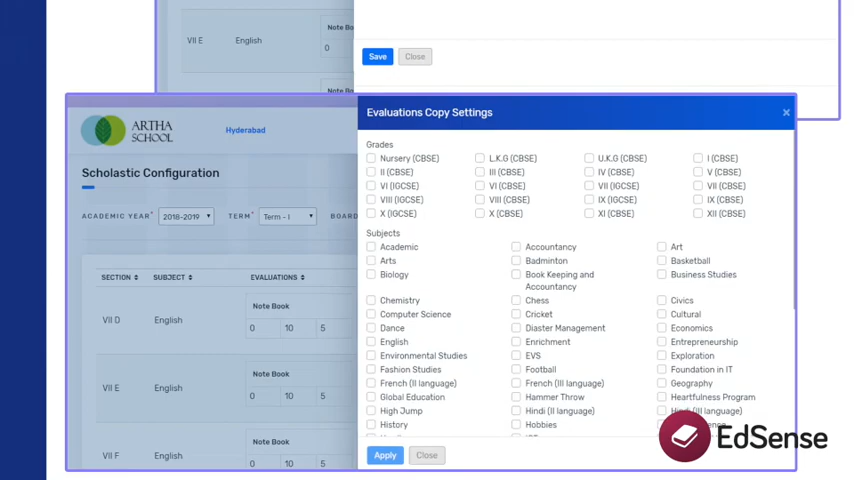 Note Book
VII E English
0
Save Close
ARTHA SCHOOL Hyderabad
Scholastic Configuration
ACADEMIC YEAR* 2018-2019 TERM* Term - I BOARD
SECTION SUBJECT EVALUATIONS
Note Book
VII D English
0 10 5
Note Book
VII E English
0 10 5
Note Book
VII F English
0 10 5
Evaluations Copy Settings ×
Grades
Nursery (CBSE) L.K.G (CBSE) U.K.G (CBSE) I (CBSE)
II (CBSE) III (CBSE) IV (CBSE) V (CBSE)
VI (IGCSE) VI (CBSE) VII (IGCSE) VII (CBSE)
VIII (IGCSE) VIII (CBSE) IX (IGCSE) IX (CBSE)
X (IGCSE) X (CBSE) XI (CBSE) XII (CBSE)
Subjects
Academic Accountancy Art
Arts Badminton Basketball
Biology Book Keeping and Accountancy Business Studies
Chemistry Chess Civics
Computer Science Cricket Cultural
Dance Diaster Management Economics
English Enrichment Entrepreneurship
Environmental Studies EVS Exploration
Fashion Studies Football Foundation in IT
French (II language) French (III language) Geography
Global Education Hammer Throw Heartfulness Program
High Jump Hindi (II language) Hindi (III language)
History Hobbies
Apply Close
EdSense